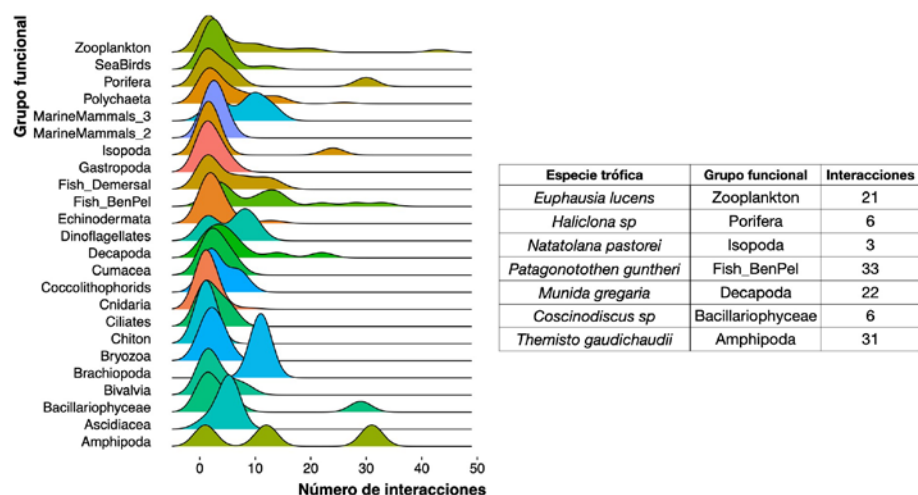 Grupo funcional
Zooplankton
SeaBirds
Porifera
Polychaeta
MarineMammals_3
MarineMammals_2
Isopoda
Gastropoda
Fish_Demersal
Fish_BenPel
Echinodermata
Dinoflagellates
Decapoda
Cumacea
Coccolithophorids
Cnidaria
Ciliates
Chiton
Bryozoa
Brachiopoda
Bivalvia
Bacillariophyceae
Ascidiacea
Amphipoda
0 10 20 30 40 50
Número de interacciones
Especie trófica Grupo funcional Interacciones
Euphausia lucens Zooplankton 21
Haliclona sp Porifera 6
Natatolana pastorei Isopoda 3
Patagonotothen guntheri Fish_BenPel 33
Munida gregaria Decapoda 22
Coscinodiscus sp Bacillariophyceae 6
Themisto gaudichaudii Amphipoda 31